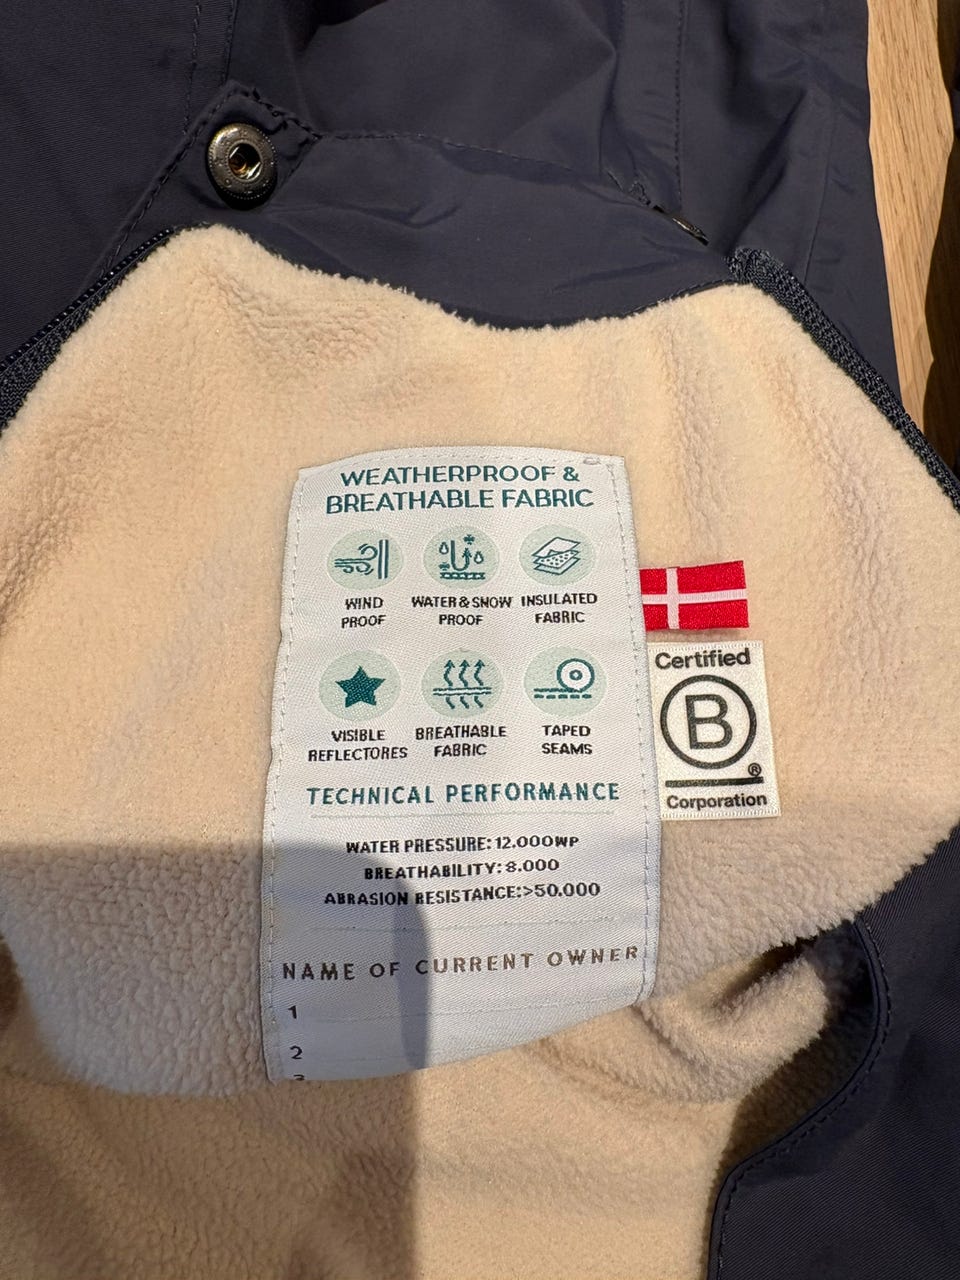 WEATHERPROOF &
BREATHABLE FABRIC
WIND
PROOF
WATER & SNOW
PROOF
INSULATED
FABRIC
VISIBLE
REFLECTORES
BREATHABLE
FABRIC
TAPED
SEAMS
TECHNICAL PERFORMANCE
WATER PRESSURE: 12.000WP
BREATHABILITY: 8.000
ABRASION RESISTANCE: >50.000
NAME OF CURRENT OWNER
1
2
3
Certified
B
®
Corporation